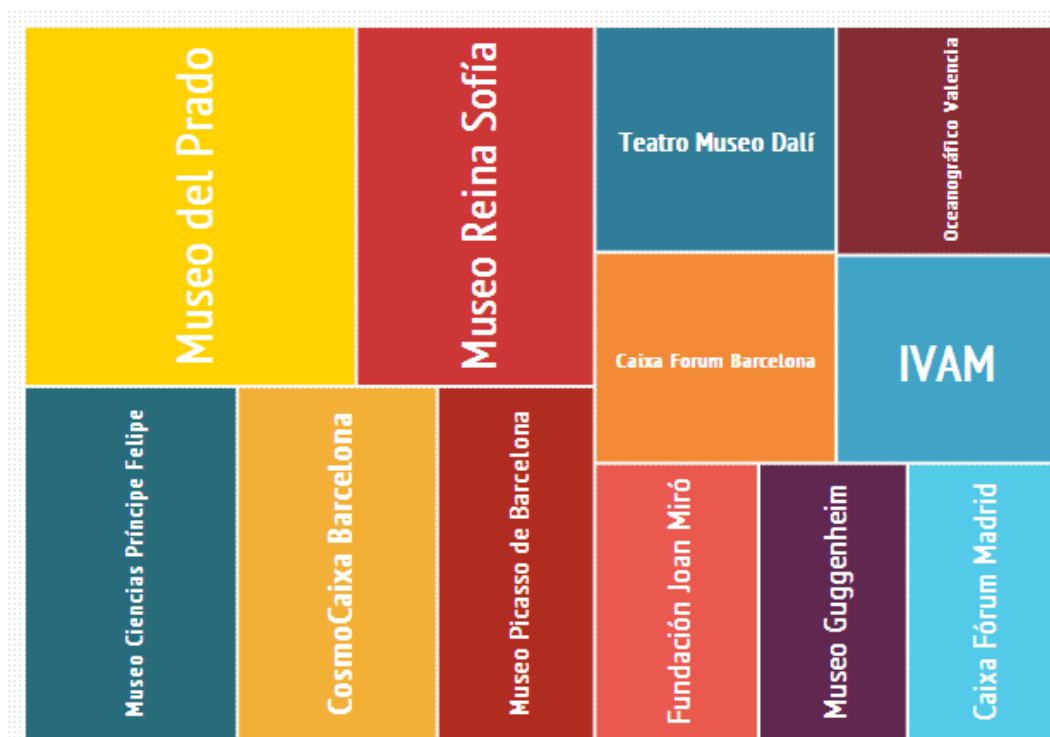 Museo del Prado
Museo Reina Sofía
Teatro Museo Dalí
Oceanográfico Valencia
Caixa Forum Barcelona
IVAM
Museo Ciencias Príncipe Felipe
CosmoCaixa Barcelona
Museo Picasso de Barcelona
Fundación Joan Miró
Museo Guggenheim
Caixa Fórum Madrid